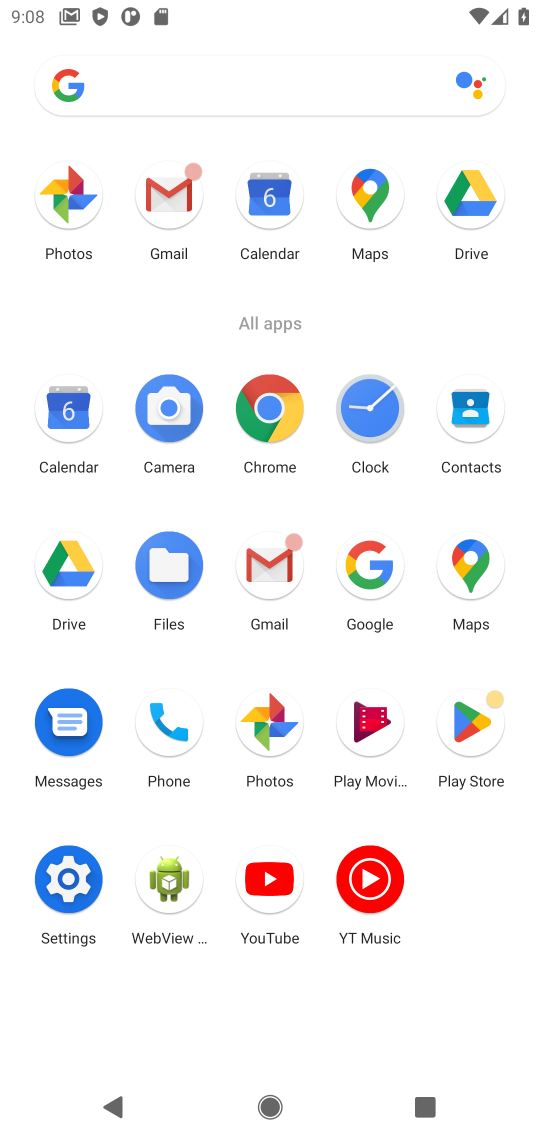 9:08
Photos Gmail Calendar Maps Drive
All apps
Calendar Camera Chrome Clock Contacts
Drive Files Gmail Google Maps
Messages Phone Photos Play Movi... Play Store
Settings WebView ... YouTube YT Music